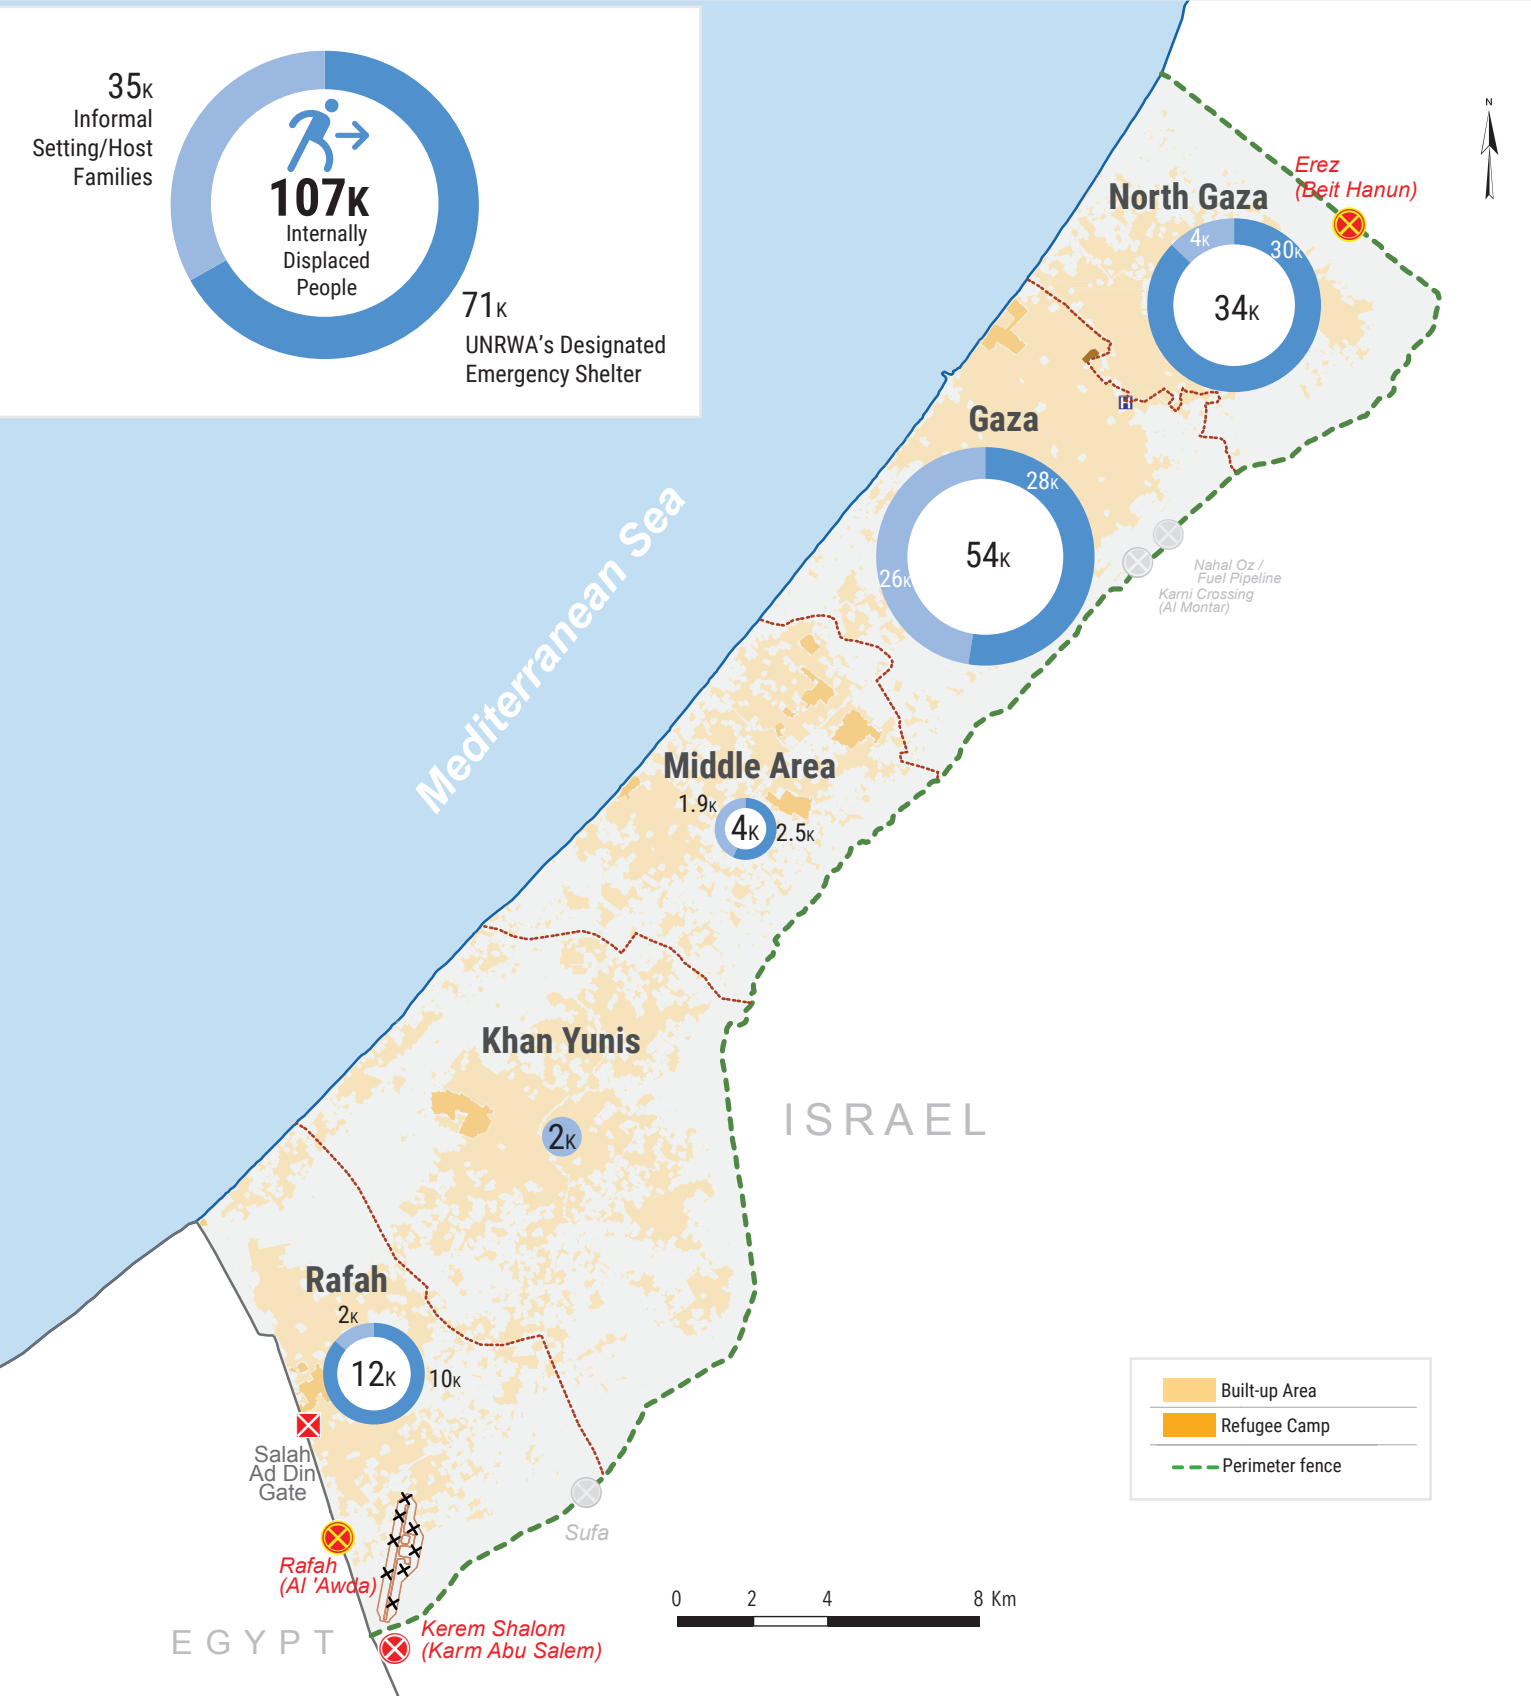 35K
Informal
Setting/Host
Families
107K
Internally
Displaced
People
71K
UNRWA's Designated
Emergency Shelter
N
Erez
(Beit Hanun)
North Gaza
4K
30K
34K
H
Gaza
28K
54K
26K
Nahal Oz /
Fuel Pipeline
Karni Crossing
(Al Montar)
Mediterranean Sea
Middle Area
1.9K
4K
2.5K
Khan Yunis
2K
ISRAEL
Rafah
2K
12K
10K
Salah
Ad Din
Gate
Sufa
Rafah
(Al 'Awda)
EGYPT
Kerem Shalom
(Karm Abu Salem)
Built-up Area
Refugee Camp
Perimeter fence
0 2 4 8 Km